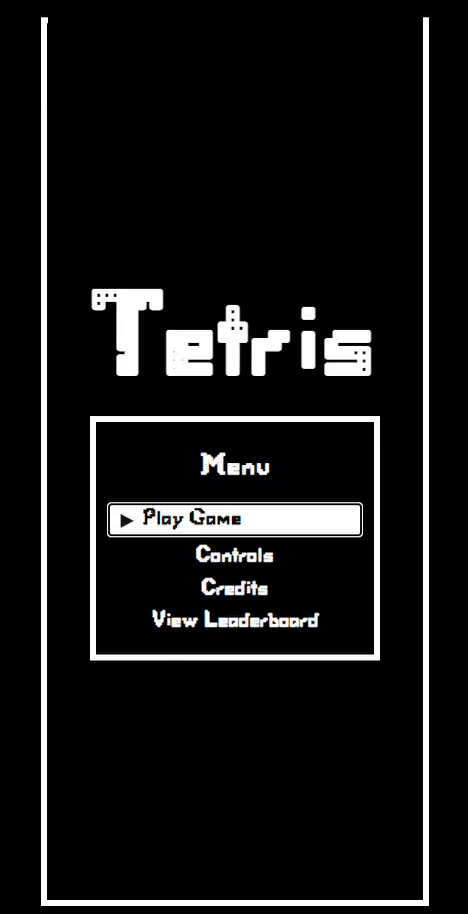 Tetris
Menu
▶ Play Game
Controls
Credits
View Leaderboard